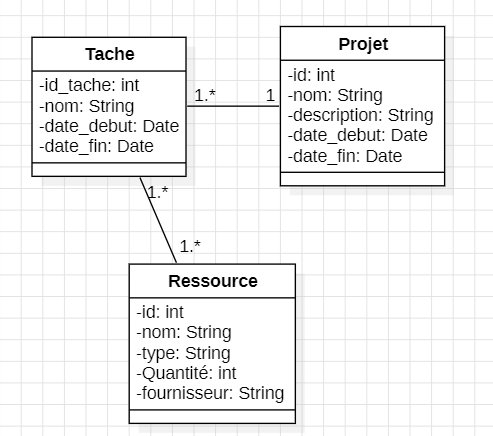 Tache
-id_tache: int
-nom: String
-date_debut: Date
-date_fin: Date
1.*
1
Projet
-id: int
-nom: String
-description: String
-date_debut: Date
-date_fin: Date
1.*
1.*
Ressource
-id: int
-nom: String
-type: String
-Quantité: int
-fournisseur: String